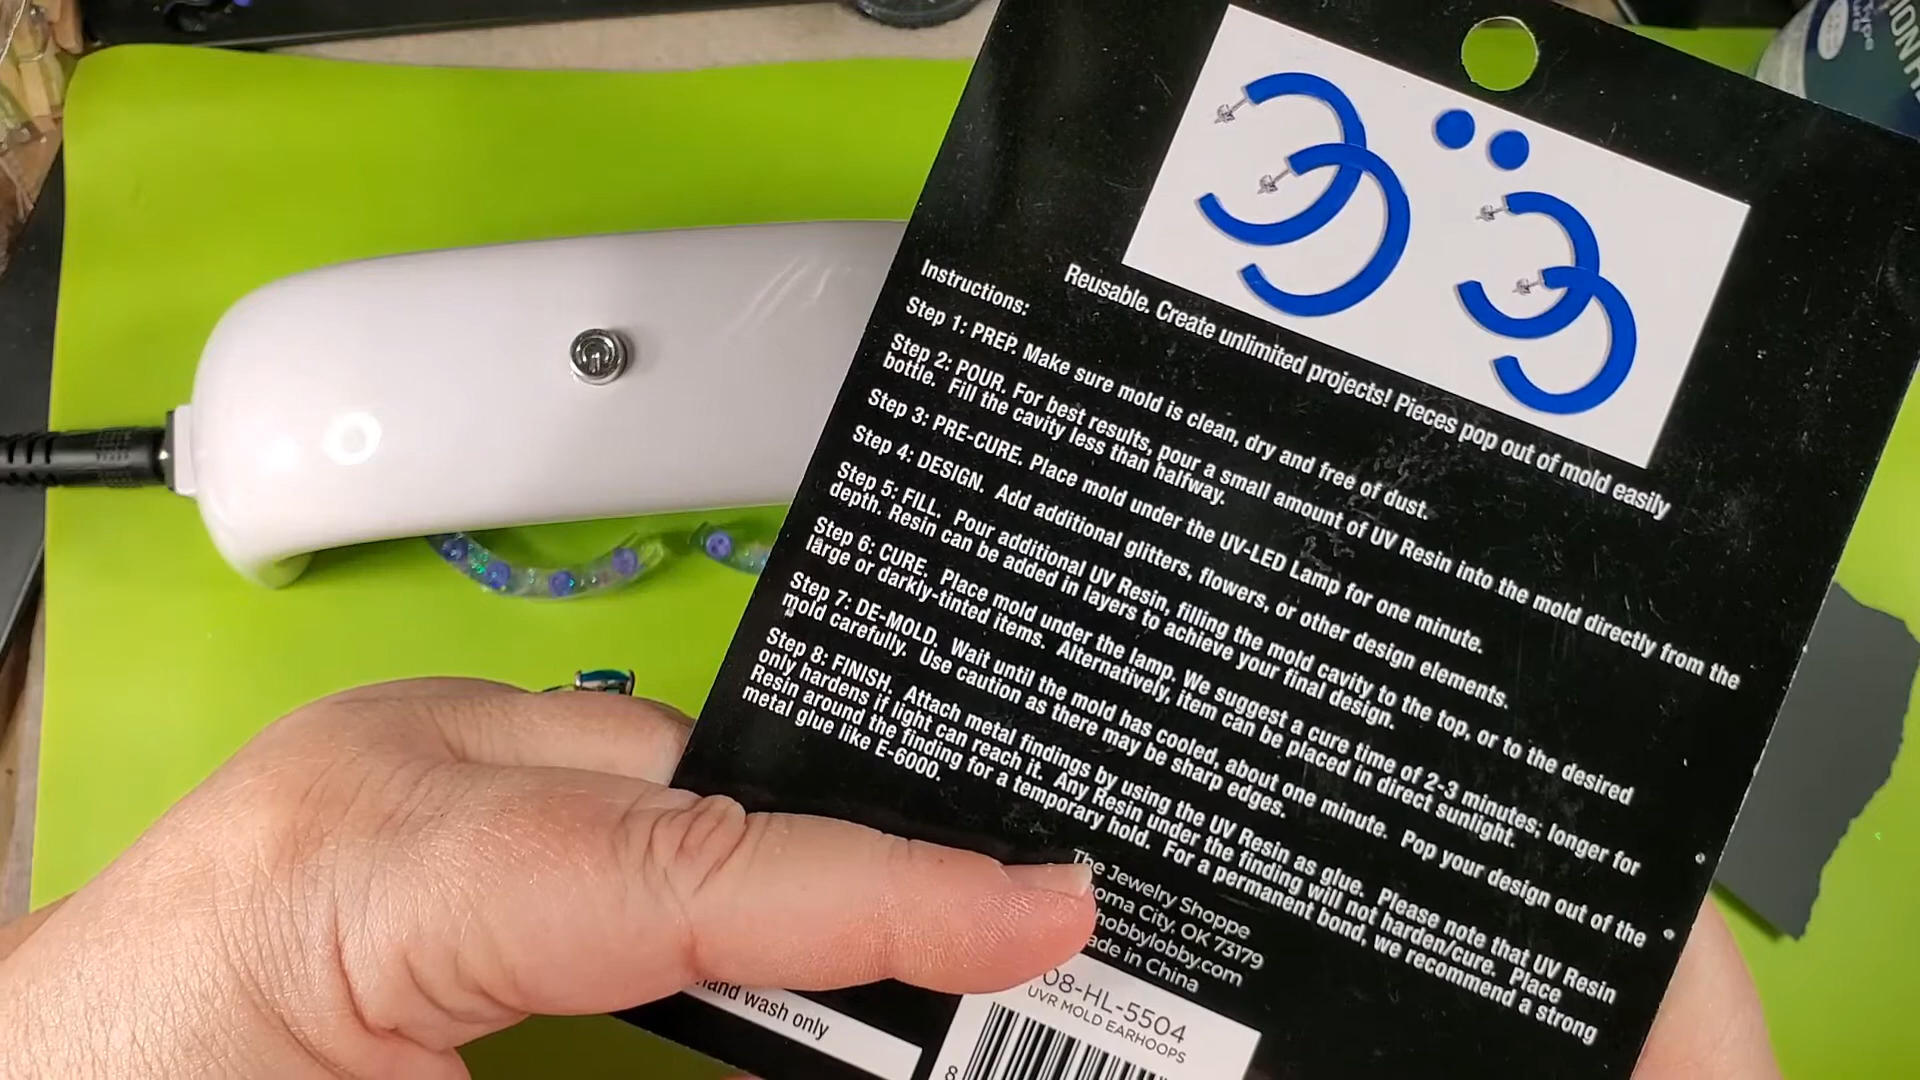 Reusable. Create unlimited projects! Pieces pop out of mold easily
Instructions:
Step 1: PREP. Make sure mold is clean, dry and free of dust.
Step 2: POUR. For best results, pour a small amount of UV Resin into the mold directly from the
bottle. Fill the cavity less than halfway.
Step 3: PRE-CURE. Place mold under the UV-LED Lamp for one minute.
Step 4: DESIGN. Add additional glitters, flowers, or other design elements.
Step 5: FILL. Pour additional UV Resin, filling the mold cavity to the top, or to the desired
depth. Resin can be added in layers to achieve your final design.
Step 6: CURE. Place mold under the lamp. We suggest a cure time of 2-3 minutes; longer for
large or darkly-tinted items. Alternatively, item can be placed in direct sunlight.
Step 7: DE-MOLD. Wait until the mold has cooled, about one minute. Pop your design out of the
mold carefully. Use caution as there may be sharp edges.
Step 8: FINISH. Attach metal findings by using the UV Resin as glue. Please note that UV Resin
only hardens if light can reach it. Any Resin under the finding will not harden/cure. Place
Resin around the finding for a temporary hold. For a permanent bond, we recommend a strong
metal glue like E-6000.
The Jewelry Shoppe
oma City, OK 73179
hobbylobby.com
ade in China
08-HL-5504
UVR MOLD EARHOOPS
8
Hand wash only
Type